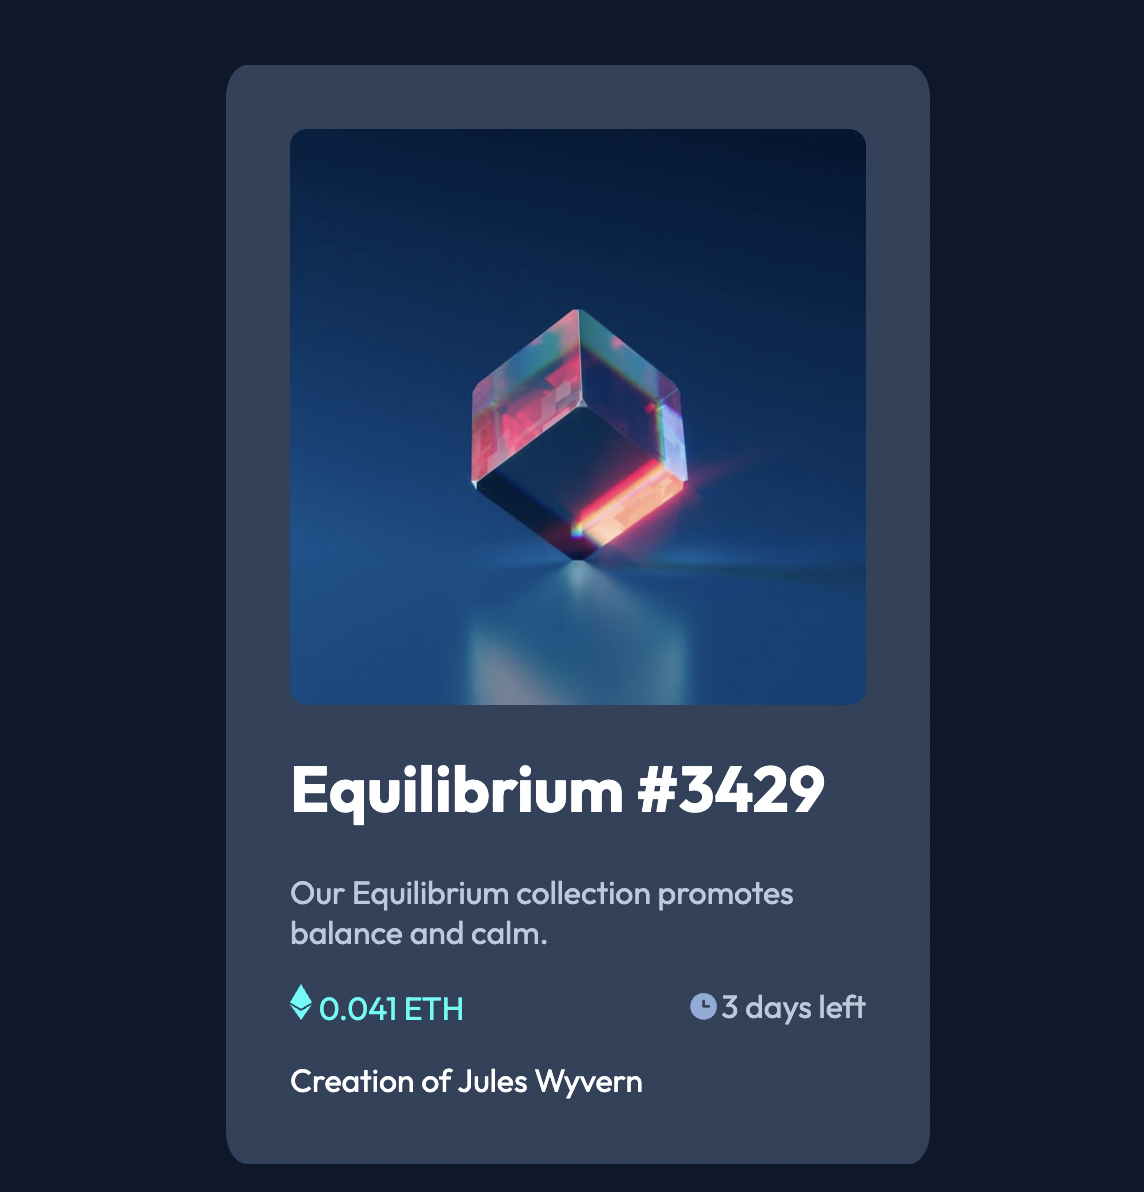 Equilibrium #3429
Our Equilibrium collection promotes
balance and calm.
0.041 ETH
3 days left
Creation of Jules Wyvern